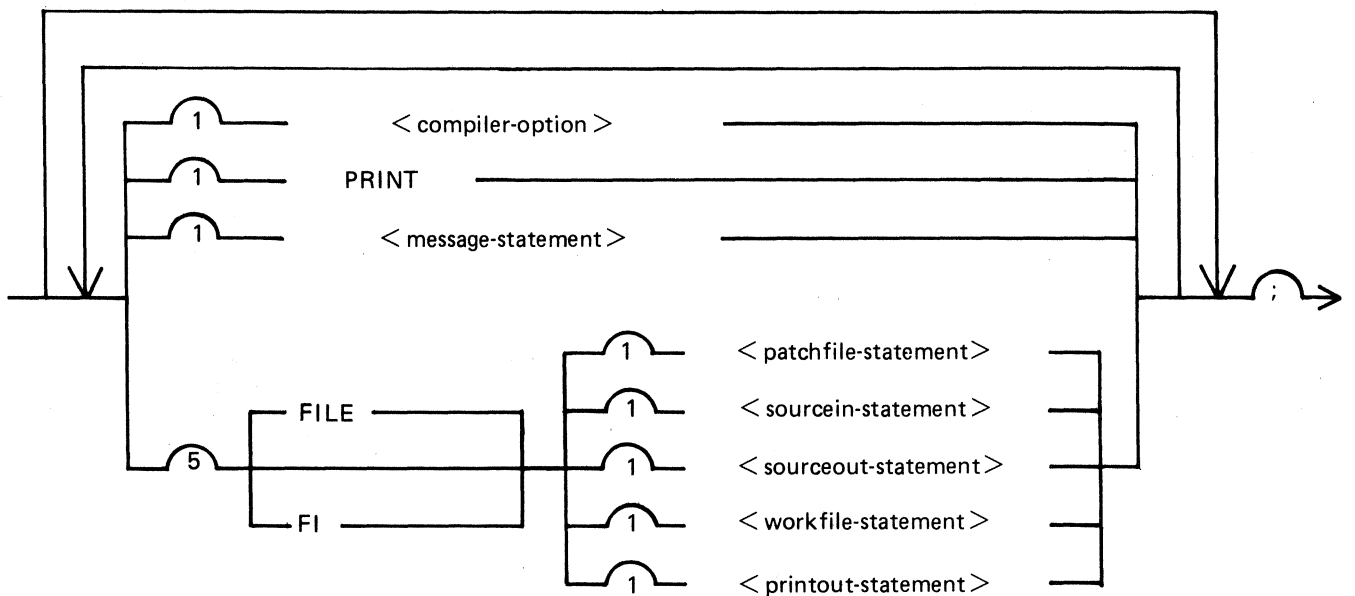 1 < compiler-option >
1 PRINT
1 < message-statement >
;
1 < patchfile-statement >
FILE 1 < sourcein-statement >
5 1 < sourceout-statement >
FI 1 < workfile-statement >
1 < printout-statement >